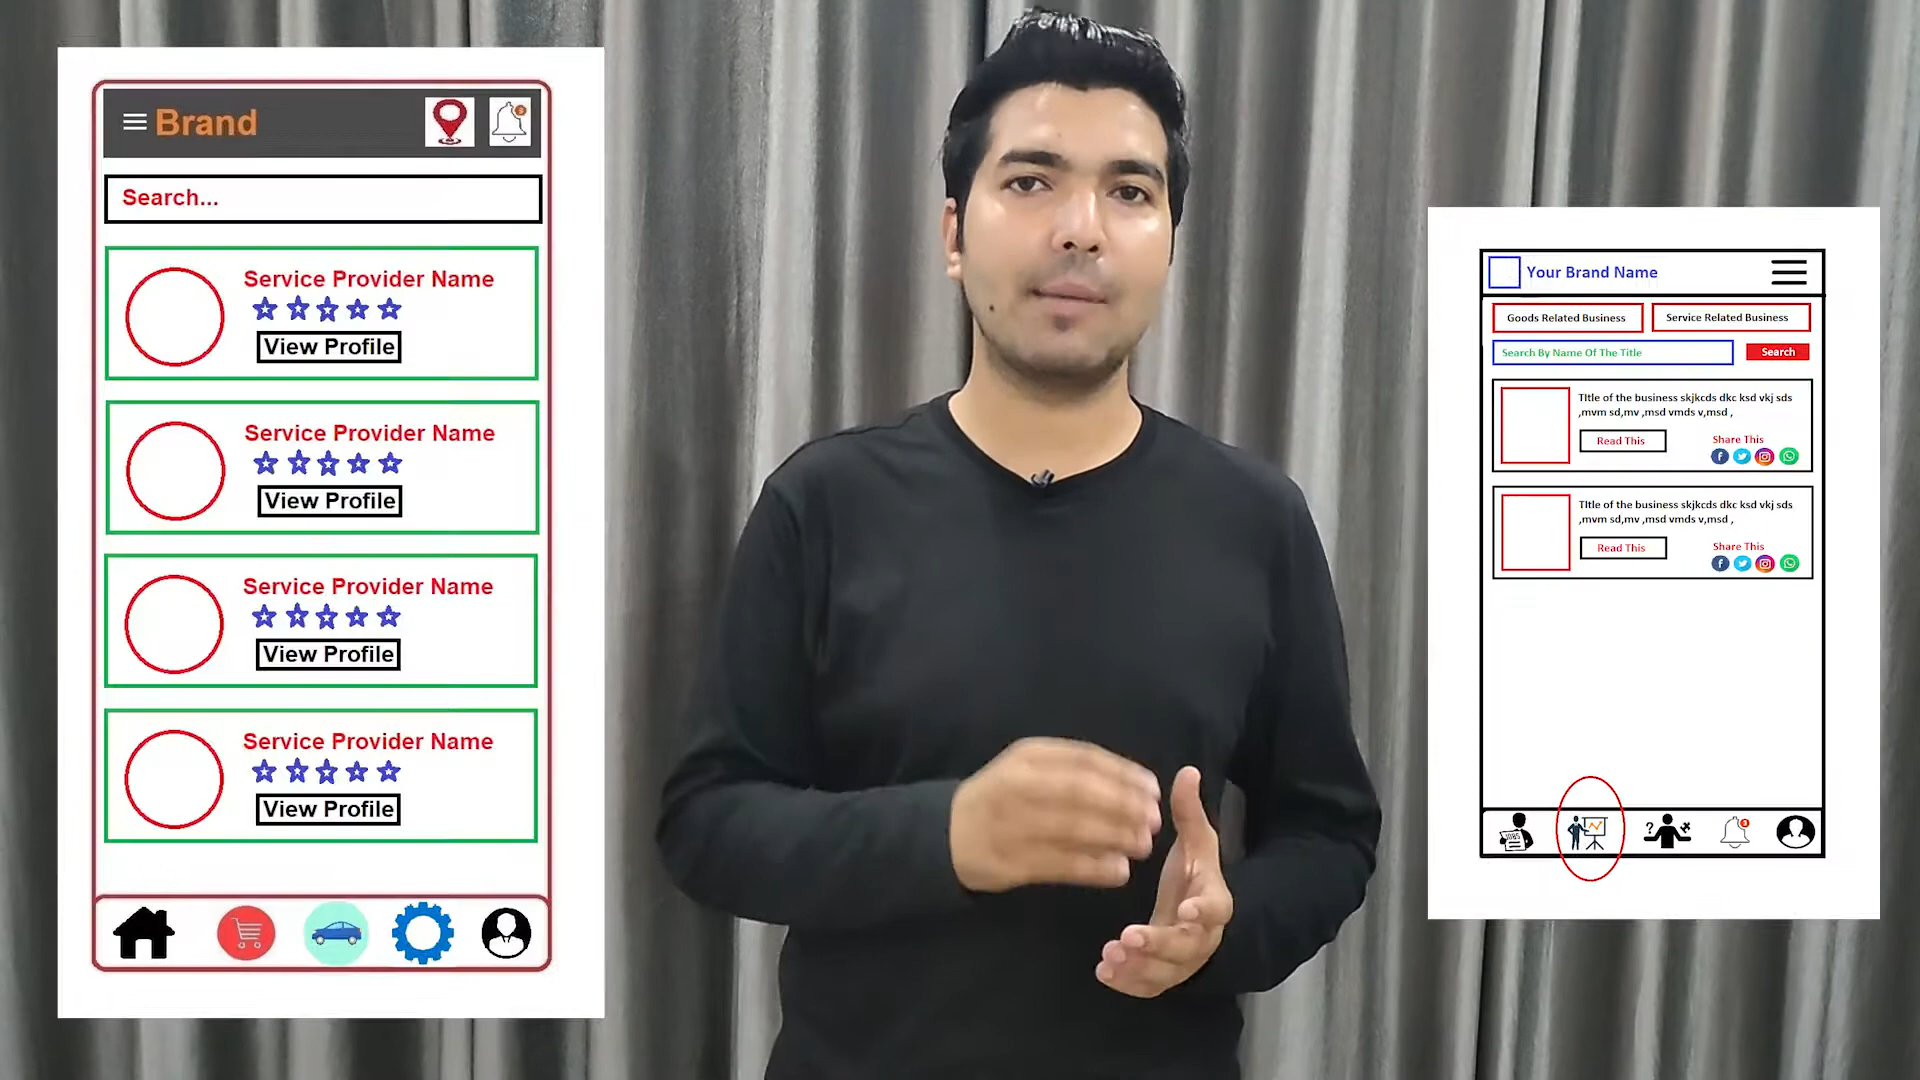 Brand
Search...
Service Provider Name
View Profile
Service Provider Name
View Profile
Service Provider Name
View Profile
Service Provider Name
View Profile
Your Brand Name
Goods Related Business
Service Related Business
Search By Name Of The Title
Search
TItle of the business skjkcds dkc ksd vkj sds
,mvm sd,mv ,msd vmds v,msd ,
Read This
Share This
TItle of the business skjkcds dkc ksd vkj sds
,mvm sd,mv ,msd vmds v,msd ,
Read This
Share This
JOBS
?
3